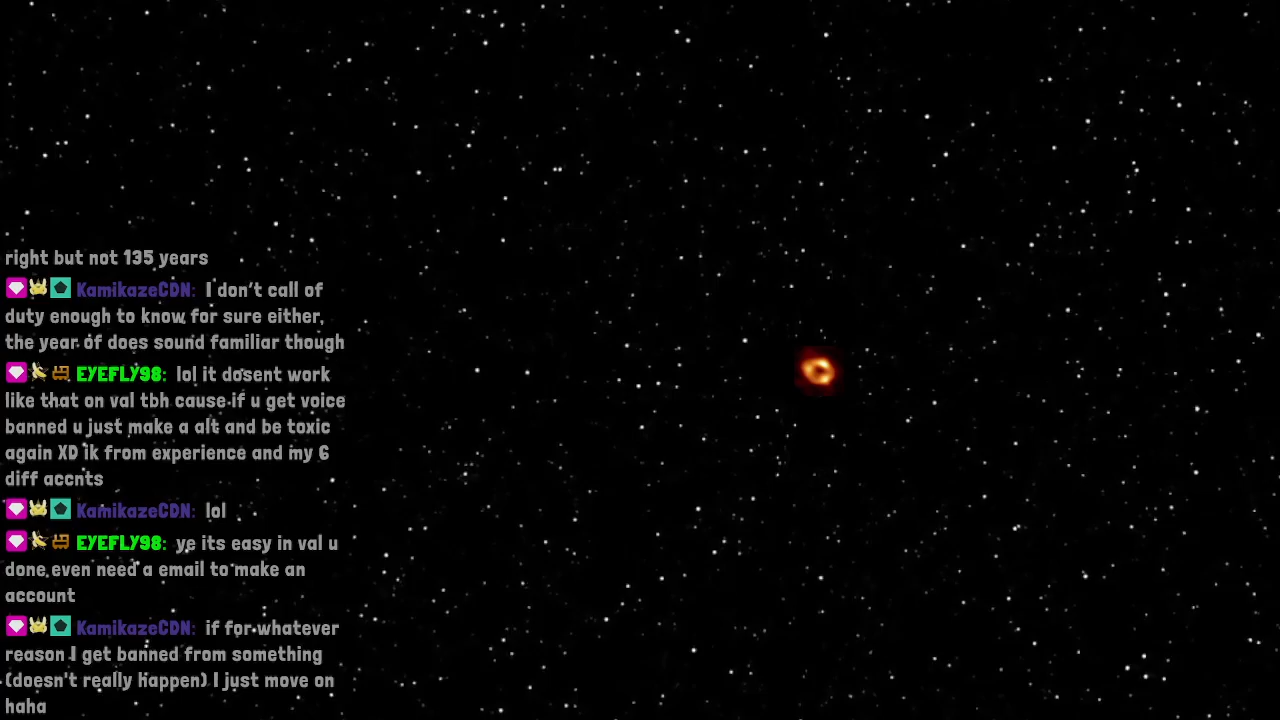 right but not 135 years
KamikazeCDN: I don't call of
duty enough to know for sure either,
the year of does sound familiar though
EYEFLY98: lol it dosent work
like that on val tbh cause if u get voice
banned u just make a alt and be toxic
again XD ik from experience and my 6
diff accnts
KamikazeCDN: lol
EYEFLY98: ye its easy in val u
done even need a email to make an
account
KamikazeCDN: if for whatever
reason I get banned from something
(doesn't really happen) I just move on
haha